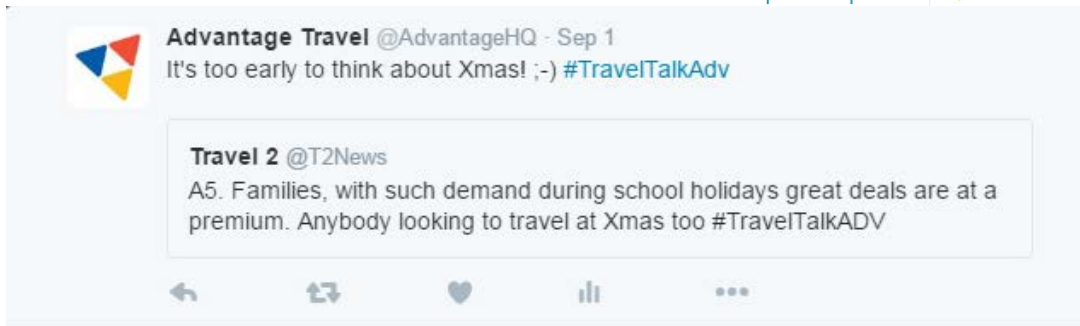 Advantage Travel @AdvantageHQ · Sep 1
It's too early to think about Xmas! ;-) #TravelTalkAdv
Travel 2 @T2News
A5. Families, with such demand during school holidays great deals are at a
premium. Anybody looking to travel at Xmas too #TravelTalkADV